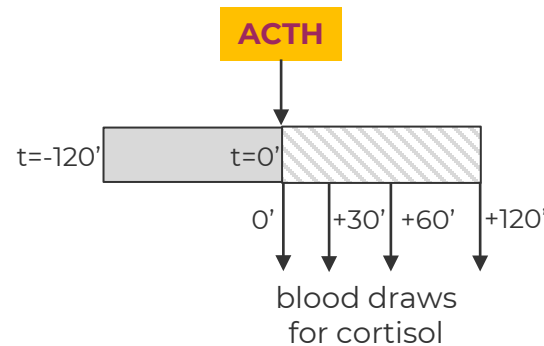 ACTH
t=-120’
t=0’
0’
+30’
+60’
+120’
blood draws
for cortisol